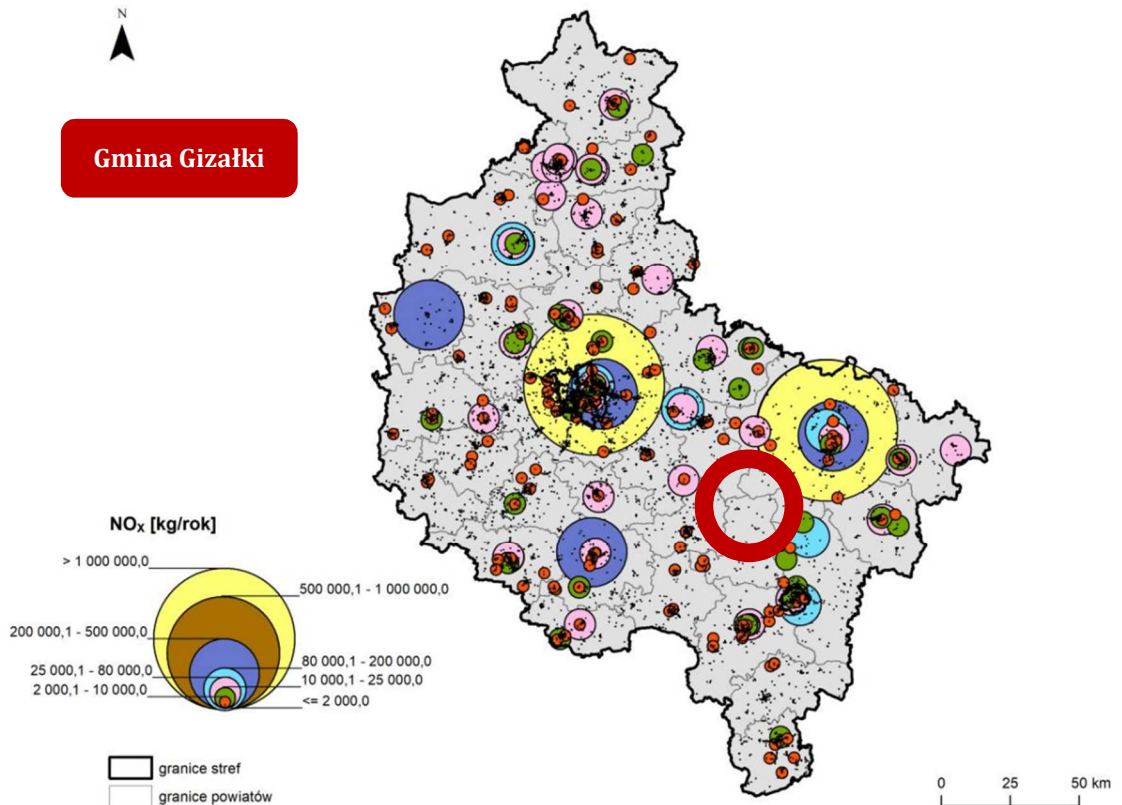 N
Gmina Gizałki
NOX [kg/rok]
> 1 000 000,0
500 000,1 - 1 000 000,0
200 000,1 - 500 000,0
80 000,1 - 200 000,0
25 000,1 - 80 000,0
10 000,1 - 25 000,0
2 000,1 - 10 000,0
<= 2 000,0
granice stref
granice powiatów
0 25 50 km